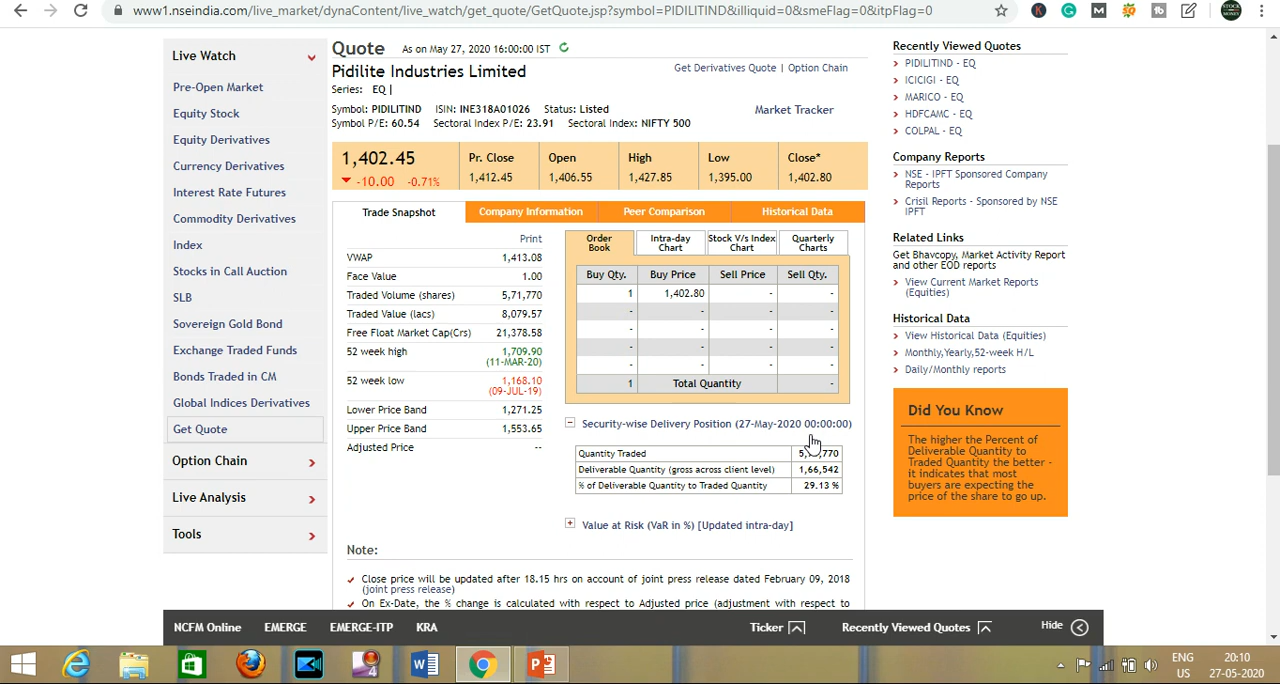 www1.nseindia.com/live_market/dynaContent/live_watch/get_quote/GetQuote.jsp?symbol=PIDILITIND&illiquid=0&smeFlag=0&itpFlag=0
Live Watch
Pre-Open Market
Equity Stock
Equity Derivatives
Currency Derivatives
Interest Rate Futures
Commodity Derivatives
Index
Stocks in Call Auction
SLB
Sovereign Gold Bond
Exchange Traded Funds
Bonds Traded in CM
Global Indices Derivatives
Get Quote
Option Chain
Live Analysis
Tools
Quote As on May 27, 2020 16:00:00 IST
Pidilite Industries Limited
Get Derivatives Quote | Option Chain
Series: EQ |
Symbol: PIDILITIND ISIN: INE318A01026 Status: Listed
Market Tracker
Symbol P/E: 60.54 Sectoral Index P/E: 23.91 Sectoral Index: NIFTY 500
1,402.45 Pr. Close Open High Low Close*
-10.00 -0.71% 1,412.45 1,406.55 1,427.85 1,395.00 1,402.80
Trade Snapshot Company Information Peer Comparison Historical Data
Print
VWAP 1,413.08
Face Value 1.00
Traded Volume (shares) 5,71,770
Traded Value (lacs) 8,079.57
Free Float Market Cap(Crs) 21,378.58
52 week high 1,709.90
(11-MAR-20)
52 week low 1,168.10
(09-JUL-19)
Lower Price Band 1,271.25
Upper Price Band 1,553.65
Adjusted Price --
Order Book Intra-day Chart Stock V/s Index Chart Quarterly Charts
Buy Qty. Buy Price Sell Price Sell Qty.
1 1,402.80 - -
- - - -
- - - -
- - - -
- - - -
1 Total Quantity -
Security-wise Delivery Position (27-May-2020 00:00:00)
Quantity Traded
Deliverable Quantity (gross across client level) 1,66,542
% of Deliverable Quantity to Traded Quantity 29.13 %
Value at Risk (VaR in %) [Updated intra-day]
Note:
Close price will be updated after 18.15 hrs on account of joint press release dated February 09, 2018
(joint press release)
On Ex-Date, the % change is calculated with respect to Adjusted price (adjustment with respect to
Recently Viewed Quotes
PIDILITIND - EQ
ICICIGI - EQ
MARICO - EQ
HDFCAMC - EQ
COLPAL - EQ
Company Reports
NSE - IPFT Sponsored Company
Reports
Crisil Reports - Sponsored by NSE
IPFT
Related Links
Get Bhavcopy, Market Activity Report
and other EOD reports
View Current Market Reports
(Equities)
Historical Data
View Historical Data (Equities)
Monthly,Yearly,52-week H/L
Daily/Monthly reports
Did You Know
The higher the Percent of
Deliverable Quantity to
Traded Quantity the better -
it indicates that most
buyers are expecting the
price of the share to go up.
NCFM Online EMERGE EMERGE-ITP KRA Ticker Recently Viewed Quotes Hide
ENG 20:10
US 27-05-2020